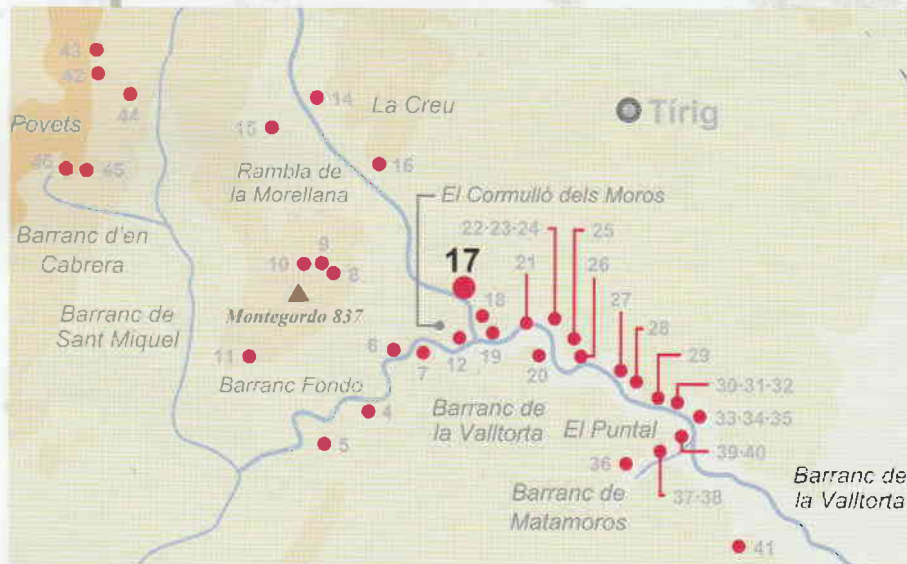 43
42
44
Povets
46
45
14
La Creu
15
Tírig
Rambla de
la Morellana
16
El Cormulló dels Moros
22-23-24
25
Barranc d'en
Cabrera
9
10
8
17
21
26
27
18
Montegordo 837
28
Barranc de
Sant Miquel
6
7
12
19
20
29
11
Barranc Fondo
30-31-32
4
Barranc de
la Valltorta
33-34-35
El Puntal
5
36
39-40
37-38
Barranc de
Matamoros
Barranc de
la Valltorta
41